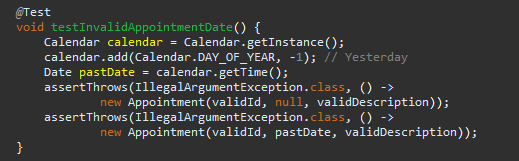 @Test
void testInvalidAppointmentDate() {
    Calendar calendar = Calendar.getInstance();
    calendar.add(Calendar.DAY_OF_YEAR, -1); // Yesterday
    Date pastDate = calendar.getTime();
    assertThrows(IllegalArgumentException.class, () ->
            new Appointment(validId, null, validDescription));
    assertThrows(IllegalArgumentException.class, () ->
            new Appointment(validId, pastDate, validDescription));
}